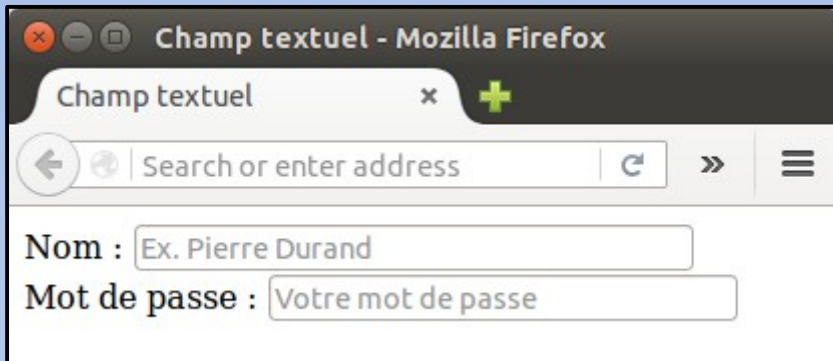 Champ textuel - Mozilla Firefox
Champ textuel
Search or enter address
Nom : Ex. Pierre Durand
Mot de passe : Votre mot de passe